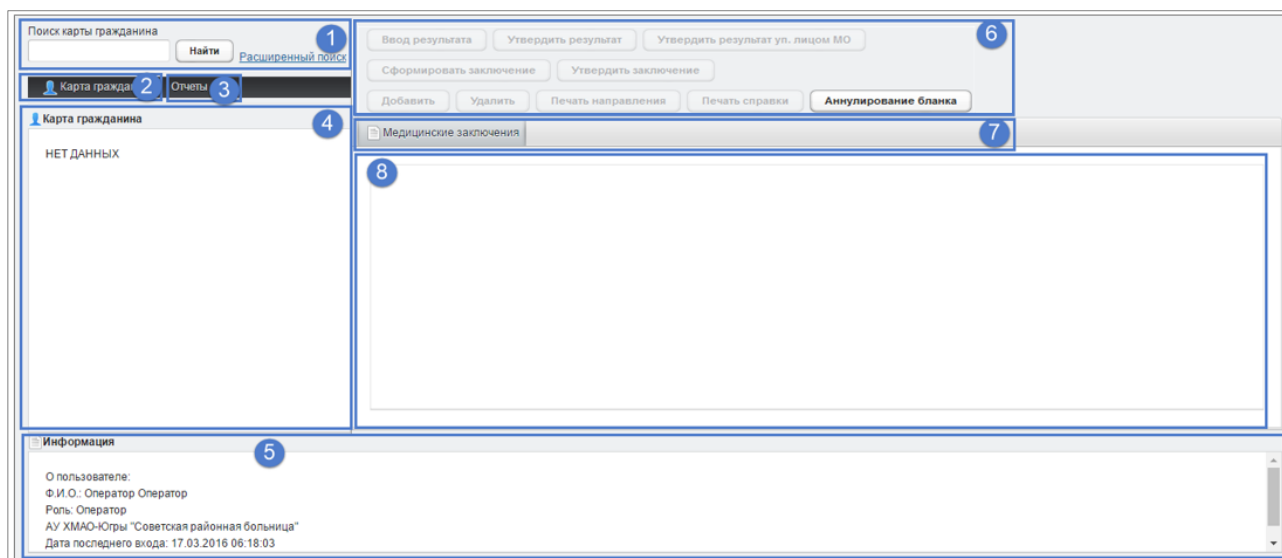 Поиск карты гражданина
1
Найти
Расширенный поиск
Карта гражда 2
Отчеты 3
Карта гражданина
4
НЕТ ДАННЫХ
Ввод результата Утвердить результат Утвердить результат уп. лицом МО
6
Сформировать заключение Утвердить заключение
Добавить Удалить Печать направления Печать справки Аннулирование бланка
Медицинские заключения
7
8
Информация
5
О пользователе:
Ф.И.О.: Оператор Оператор
Роль: Оператор
АУ ХМАО-Югры "Советская районная больница"
Дата последнего входа: 17.03.2016 06:18:03